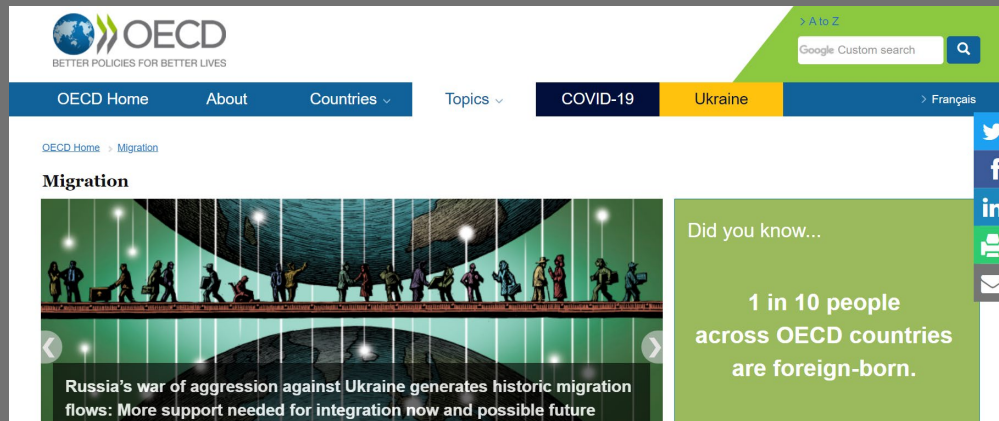 > A to Z
OECD
BETTER POLICIES FOR BETTER LIVES
Google Custom search
OECD Home
About
Countries
Topics
COVID-19
Ukraine
> Français
OECD Home > Migration
Migration
Russia's war of aggression against Ukraine generates historic migration
flows: More support needed for integration now and possible future
Did you know...
1 in 10 people
across OECD countries
are foreign-born.